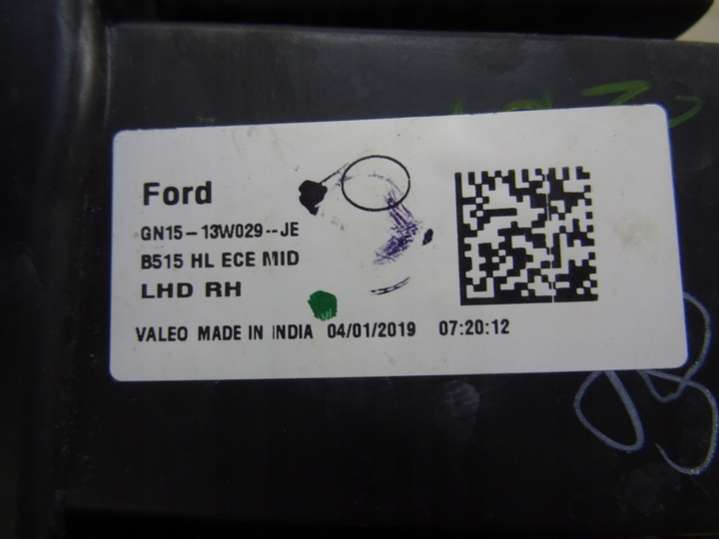 Ford
GN15-13W029--JE
B515 HL ECE MID
LHD RH
VALEO MADE IN INDIA 04/01/2019 07:20:12